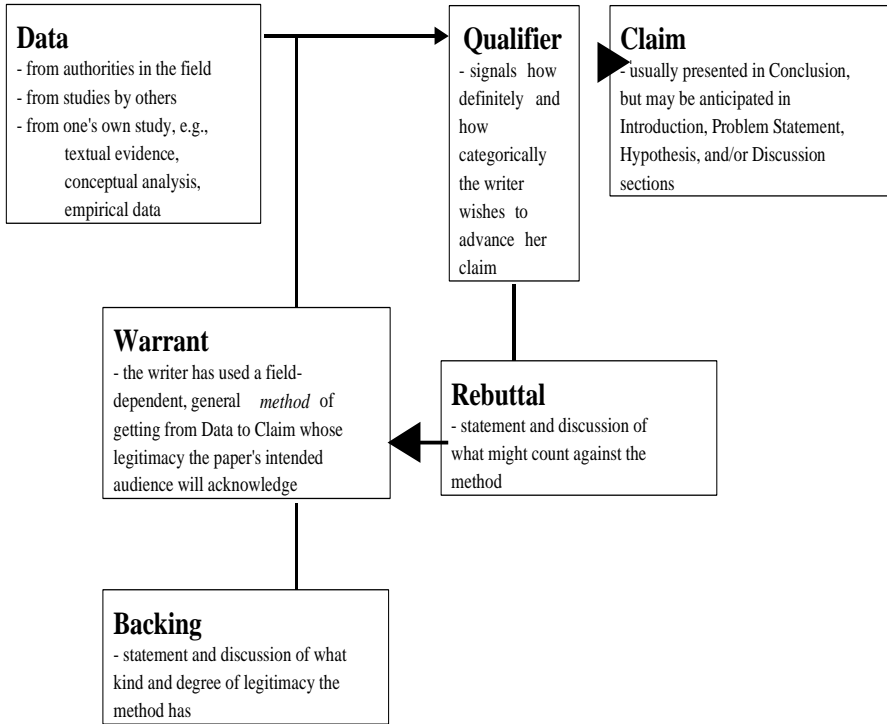 Data
- from authorities in the field
- from studies by others
- from one's own study, e.g.,
textual evidence,
conceptual analysis,
empirical data
Qualifier
- signals how
definitely and
how
categorically
the writer
wishes to
advance her
claim
Claim
- usually presented in Conclusion,
but may be anticipated in
Introduction, Problem Statement,
Hypothesis, and/or Discussion
sections
Warrant
- the writer has used a field-
dependent, general method of
getting from Data to Claim whose
legitimacy the paper's intended
audience will acknowledge
Rebuttal
- statement and discussion of
what might count against the
method
Backing
- statement and discussion of what
kind and degree of legitimacy the
method has